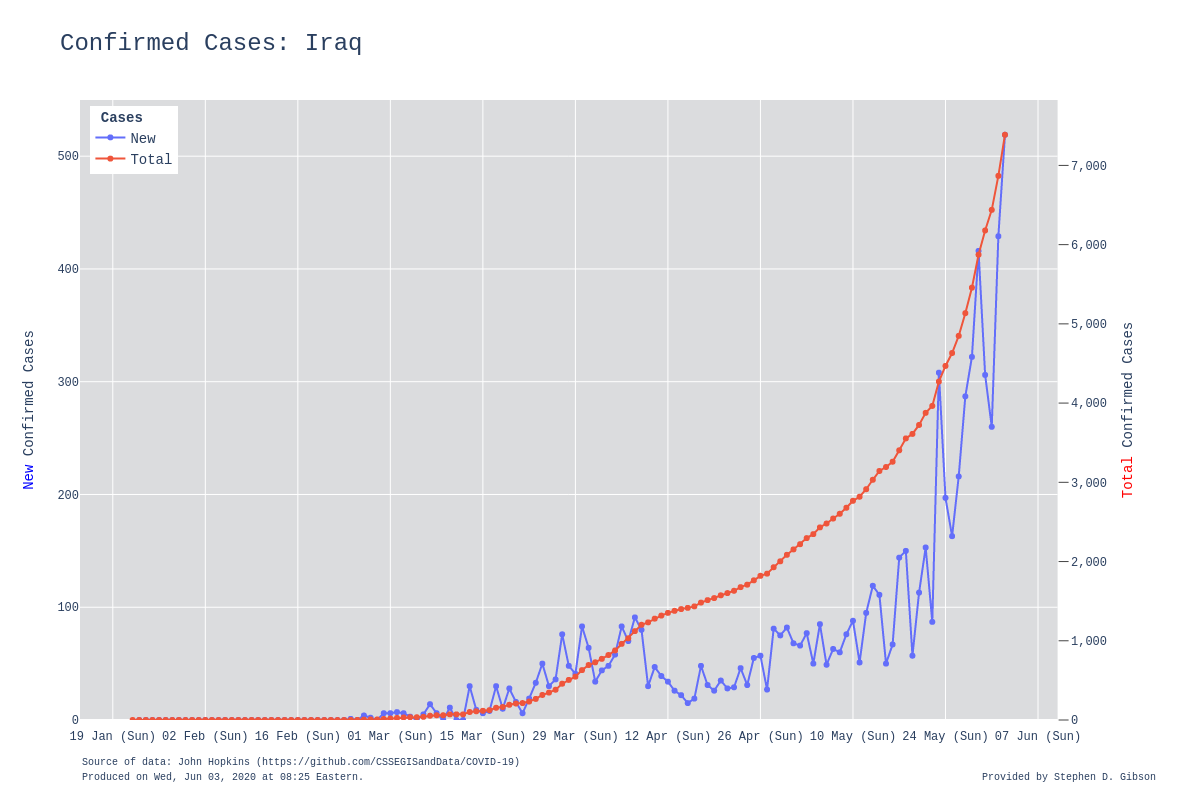 Confirmed Cases: Iraq
Cases
New
Total
500
400
300
200
100
0
7,000
6,000
5,000
4,000
3,000
2,000
1,000
0
New Confirmed Cases
Total Confirmed Cases
19 Jan (Sun) 02 Feb (Sun) 16 Feb (Sun) 01 Mar (Sun) 15 Mar (Sun) 29 Mar (Sun) 12 Apr (Sun) 26 Apr (Sun) 10 May (Sun) 24 May (Sun) 07 Jun (Sun)
Source of data: John Hopkins (https://github.com/CSSEGISandData/COVID-19)
Produced on Wed, Jun 03, 2020 at 08:25 Eastern.
Provided by Stephen D. Gibson